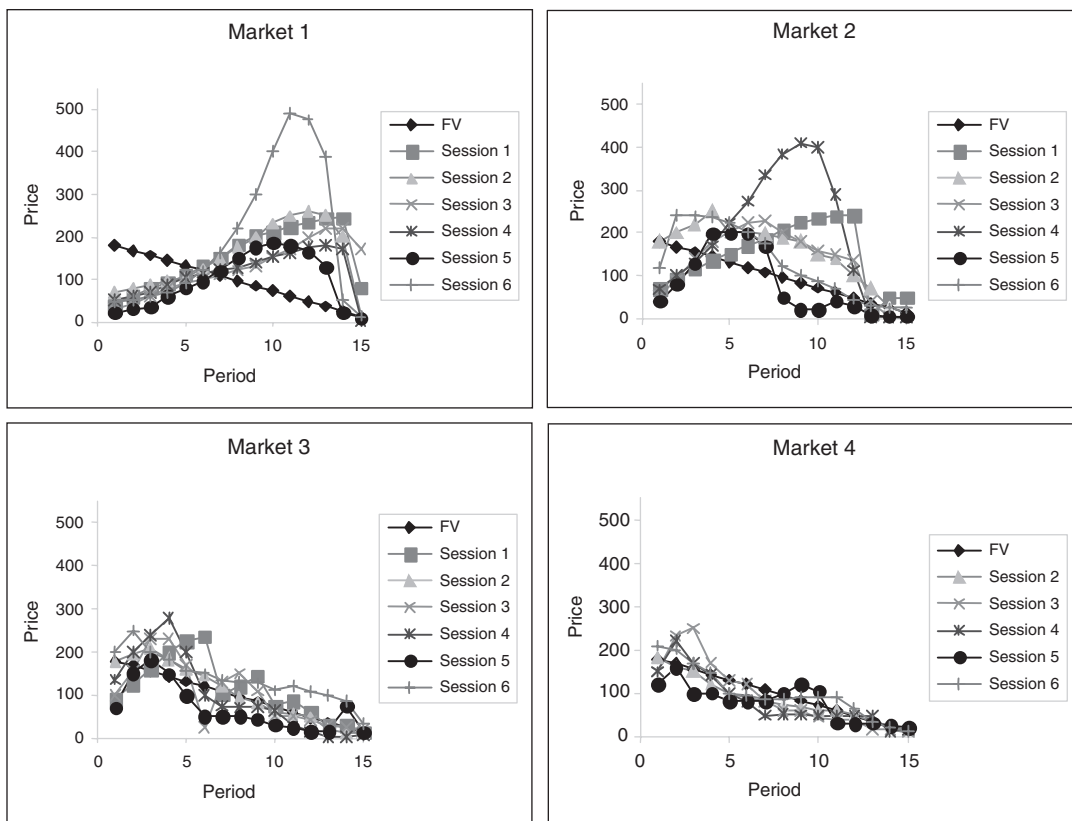 Market 1
500
400
300
200
100
0
0
5
10
15
Price
Period
FV
Session 1
Session 2
Session 3
Session 4
Session 5
Session 6
Market 2
500
400
300
200
100
0
0
5
10
15
Price
Period
FV
Session 1
Session 2
Session 3
Session 4
Session 5
Session 6
Market 3
500
400
300
200
100
0
0
5
10
15
Price
Period
FV
Session 1
Session 2
Session 3
Session 4
Session 5
Session 6
Market 4
500
400
300
200
100
0
0
5
10
15
Price
Period
FV
Session 2
Session 3
Session 4
Session 5
Session 6